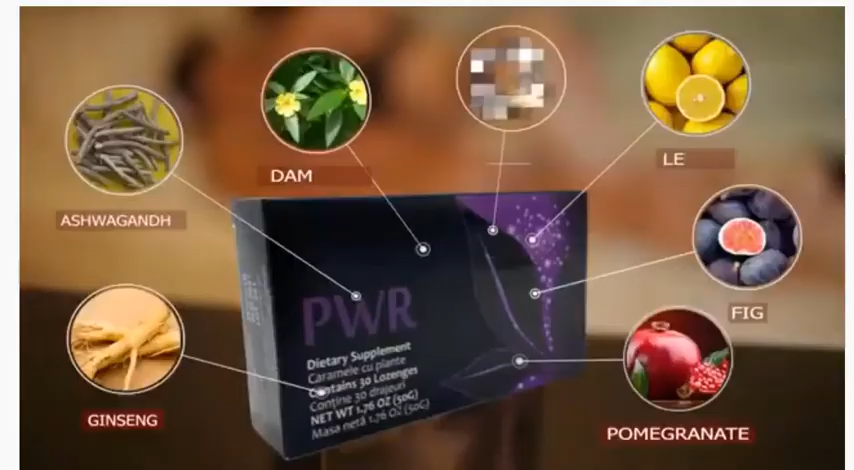 DAM
LE
ASHWAGANDH
FIG
PWR
Dietary Supplement
Caramele cu plante
Contains 30 Lozenges
Conține 30 drajeuri
NET WT 1.76 OZ (50G)
Masa netă 1.76 OZ (50G)
GINSENG
POMEGRANATE